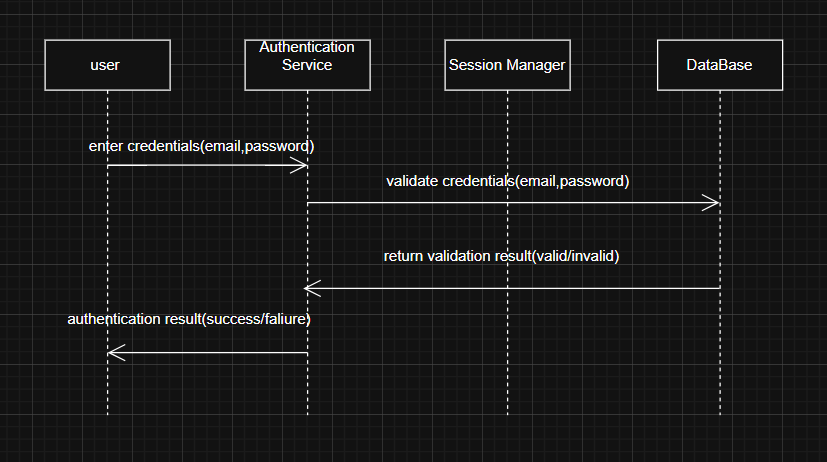 user
Authentication
Service
Session Manager
DataBase
enter credentials(email,password)
validate credentials(email,password)
return validation result(valid/invalid)
authentication result(success/faliure)